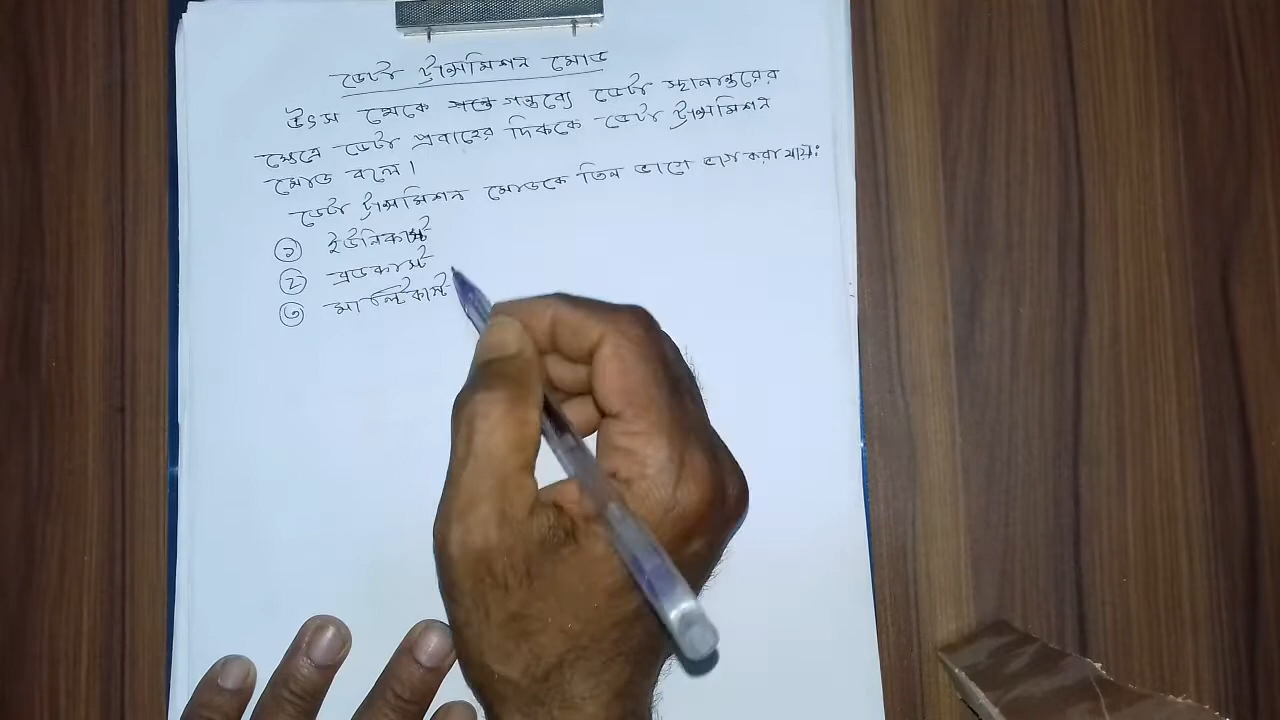 ডেটা ট্রান্সমিশন মোড
উৎস থেকে গন্তব্যে ডেটা স্থানান্তরের
ক্ষেত্রে ডেটা প্রবাহের দিককে ডেটা ট্রান্সমিশন
মোড বলে।
ডেটা ট্রান্সমিশন মোডকে তিন ভাগে ভাগ করা যায়ঃ
১ ইউনিকাস্ট
২ ব্রডকাস্ট
৩ মাল্টিকাস্ট